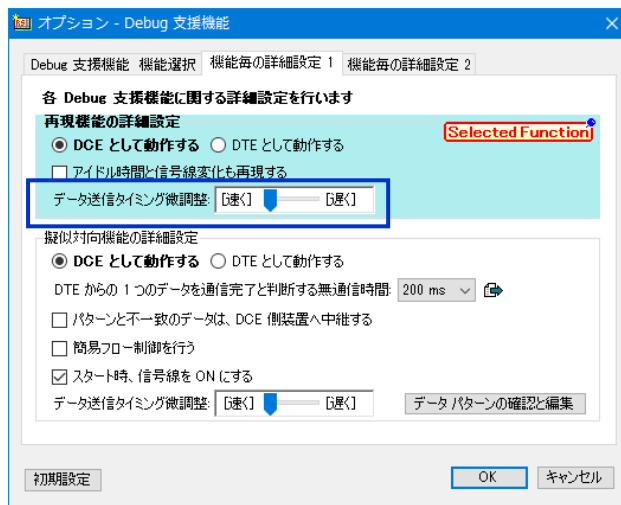 オプション - Debug 支援機能
Debug 支援機能 機能選択 機能毎の詳細設定 1 機能毎の詳細設定 2
各 Debug 支援機能に関する詳細設定を行います
再現機能の詳細設定
Selected Function
DCE として動作する DTE として動作する
アイドル時間と信号線変化も再現する
データ送信タイミング微調整: [速く] [遅く]
擬似対向機能の詳細設定
DCE として動作する DTE として動作する
DTE からの 1 つのデータを通信完了と判断する無通信時間: 200 ms
パターンと不一致のデータは、DCE 側装置へ中継する
簡易フロー制御を行う
スタート時、信号線を ON にする
データ送信タイミング微調整: [速く] [遅く] データ パターンの確認と編集
初期設定 OK キャンセル